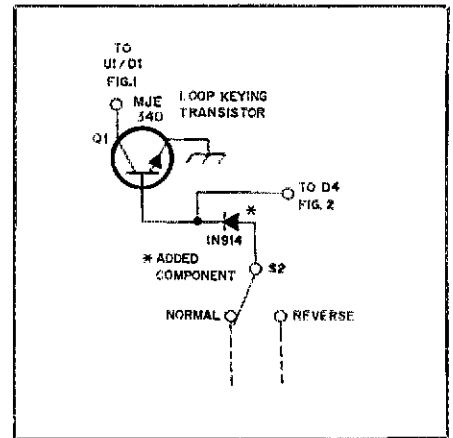 TO
U1/D1
FIG.1
MJE
340
LOOP KEYING
TRANSISTOR
Q1
TO D4
FIG. 2
*
1N914
* ADDED
COMPONENT
S2
NORMAL
REVERSE